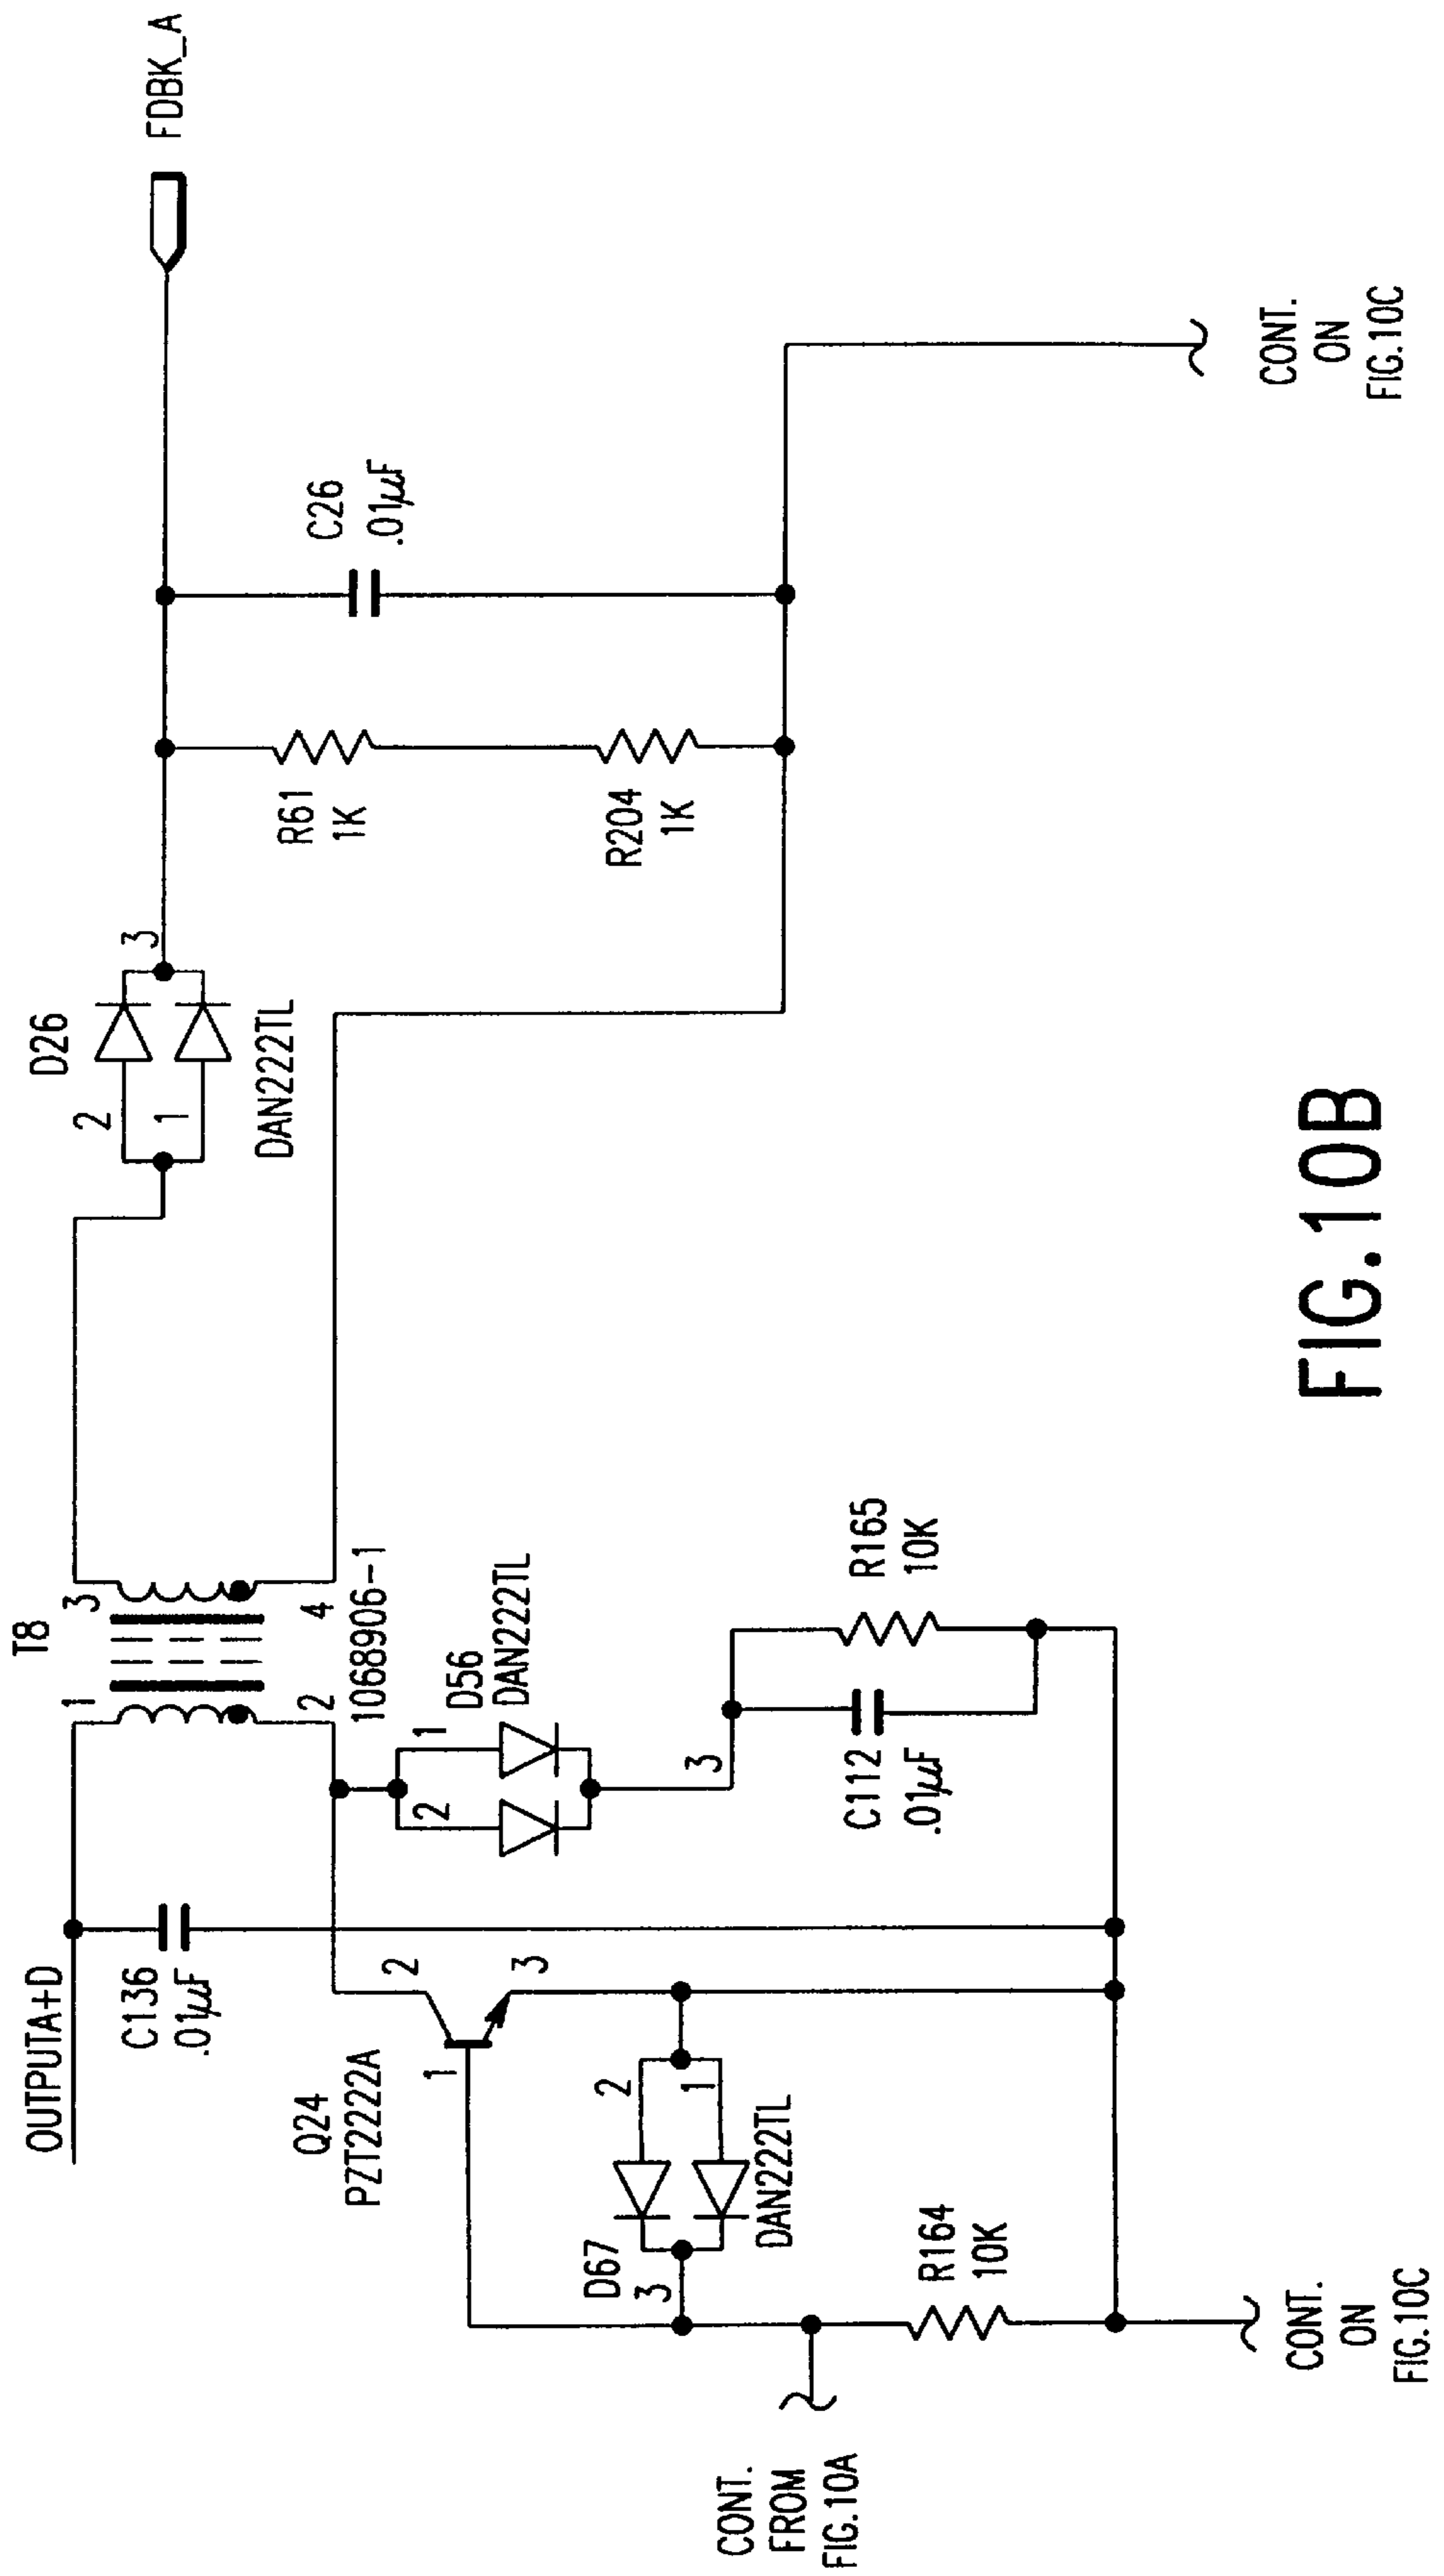 OUTPUTA+D
C136
.01µF
Q24
PZT2222A
1
2
3
D67
3
2
1
DAN222TL
R164
10K
CONT.
FROM
FIG.10A
CONT.
ON
FIG.10C
T8
1
2
3
4
1068906-1
D56
DAN222TL
1
2
3
C112
.01µF
R165
10K
D26
2
1
3
DAN222TL
R61
1K
R204
1K
C26
.01µF
FDBK_A
CONT.
ON
FIG.10C
FIG.10B